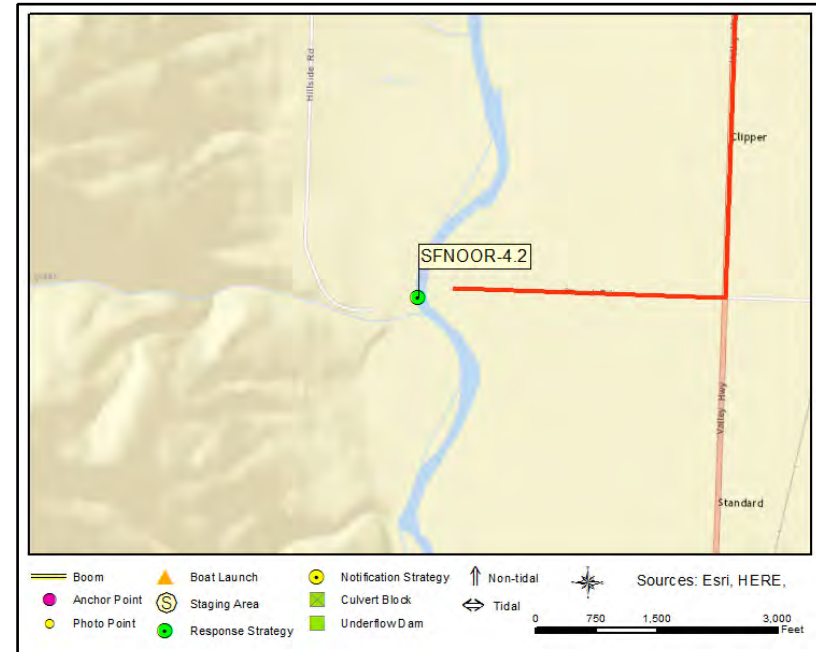 Hillside Rd
Clipper
SFNOOR-4.2
Valley Hwy
Standard
Boom
Boat Launch
Notification Strategy
Non-tidal
Sources: Esri, HERE,
Anchor Point
S
Staging Area
Culvert Block
Tidal
Photo Point
Response Strategy
Underflow Dam
0 750 1,500 3,000
Feet